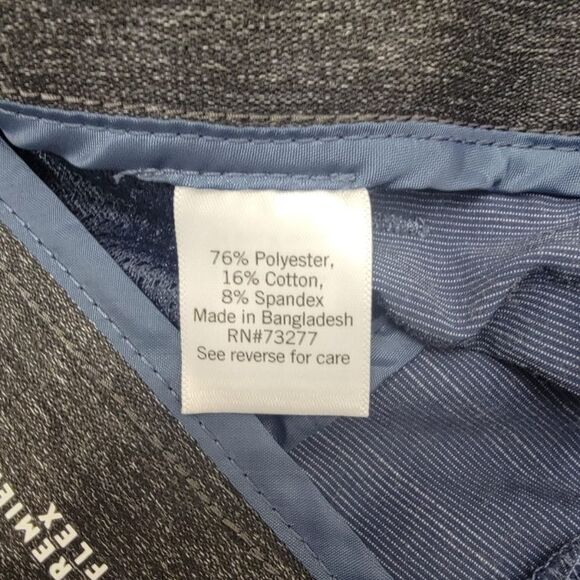 76% Polyester,
16% Cotton,
8% Spandex
Made in Bangladesh
RN#73277
See reverse for care
FLEX